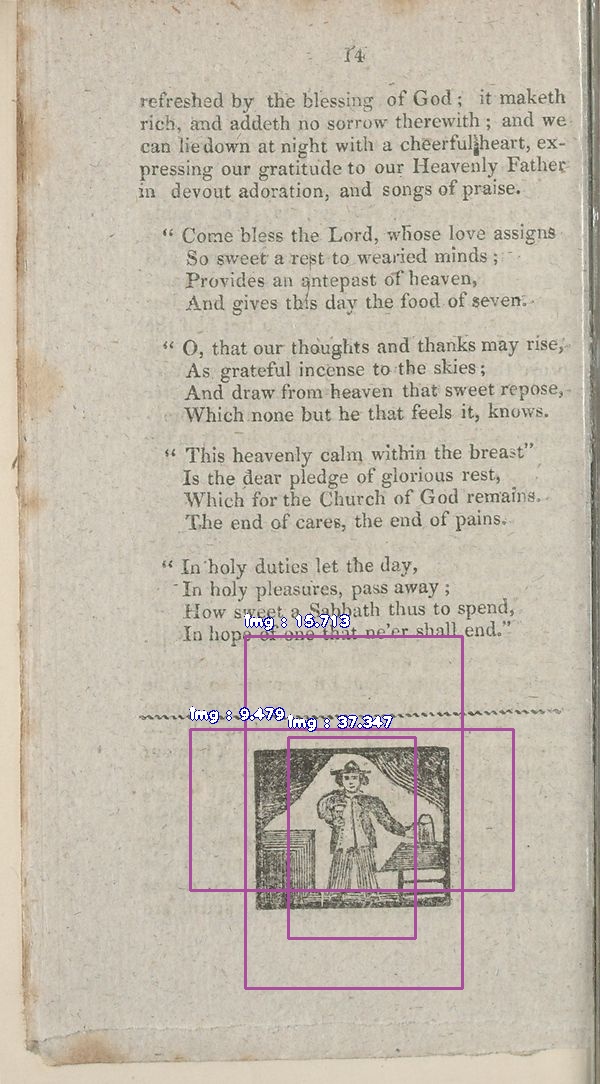 14
refreshed by the blessing of God; it maketh
rich, and addeth no sorrow therewith; and we
can lie down at night with a cheerful heart, ex-
pressing our gratitude to our Heavenly Father
in devout adoration, and songs of praise.
“ Come bless the Lord, whose love assigns
So sweet a rest to wearied minds;
Provides an antepast of heaven,
And gives this day the food of seven.
“ O, that our thoughts and thanks may rise,
As grateful incense to the skies;
And draw from heaven that sweet repose,
Which none but he that feels it, knows.
“ This heavenly calm within the breast”
Is the dear pledge of glorious rest,
Which for the Church of God remains.
The end of cares, the end of pains.
“ In holy duties let the day,
In holy pleasures, pass away;
How sweet a Sabbath thus to spend,
In hope of one that ne'er shall end.”
Img : 15.713
Img : 9.479
Img : 37.347